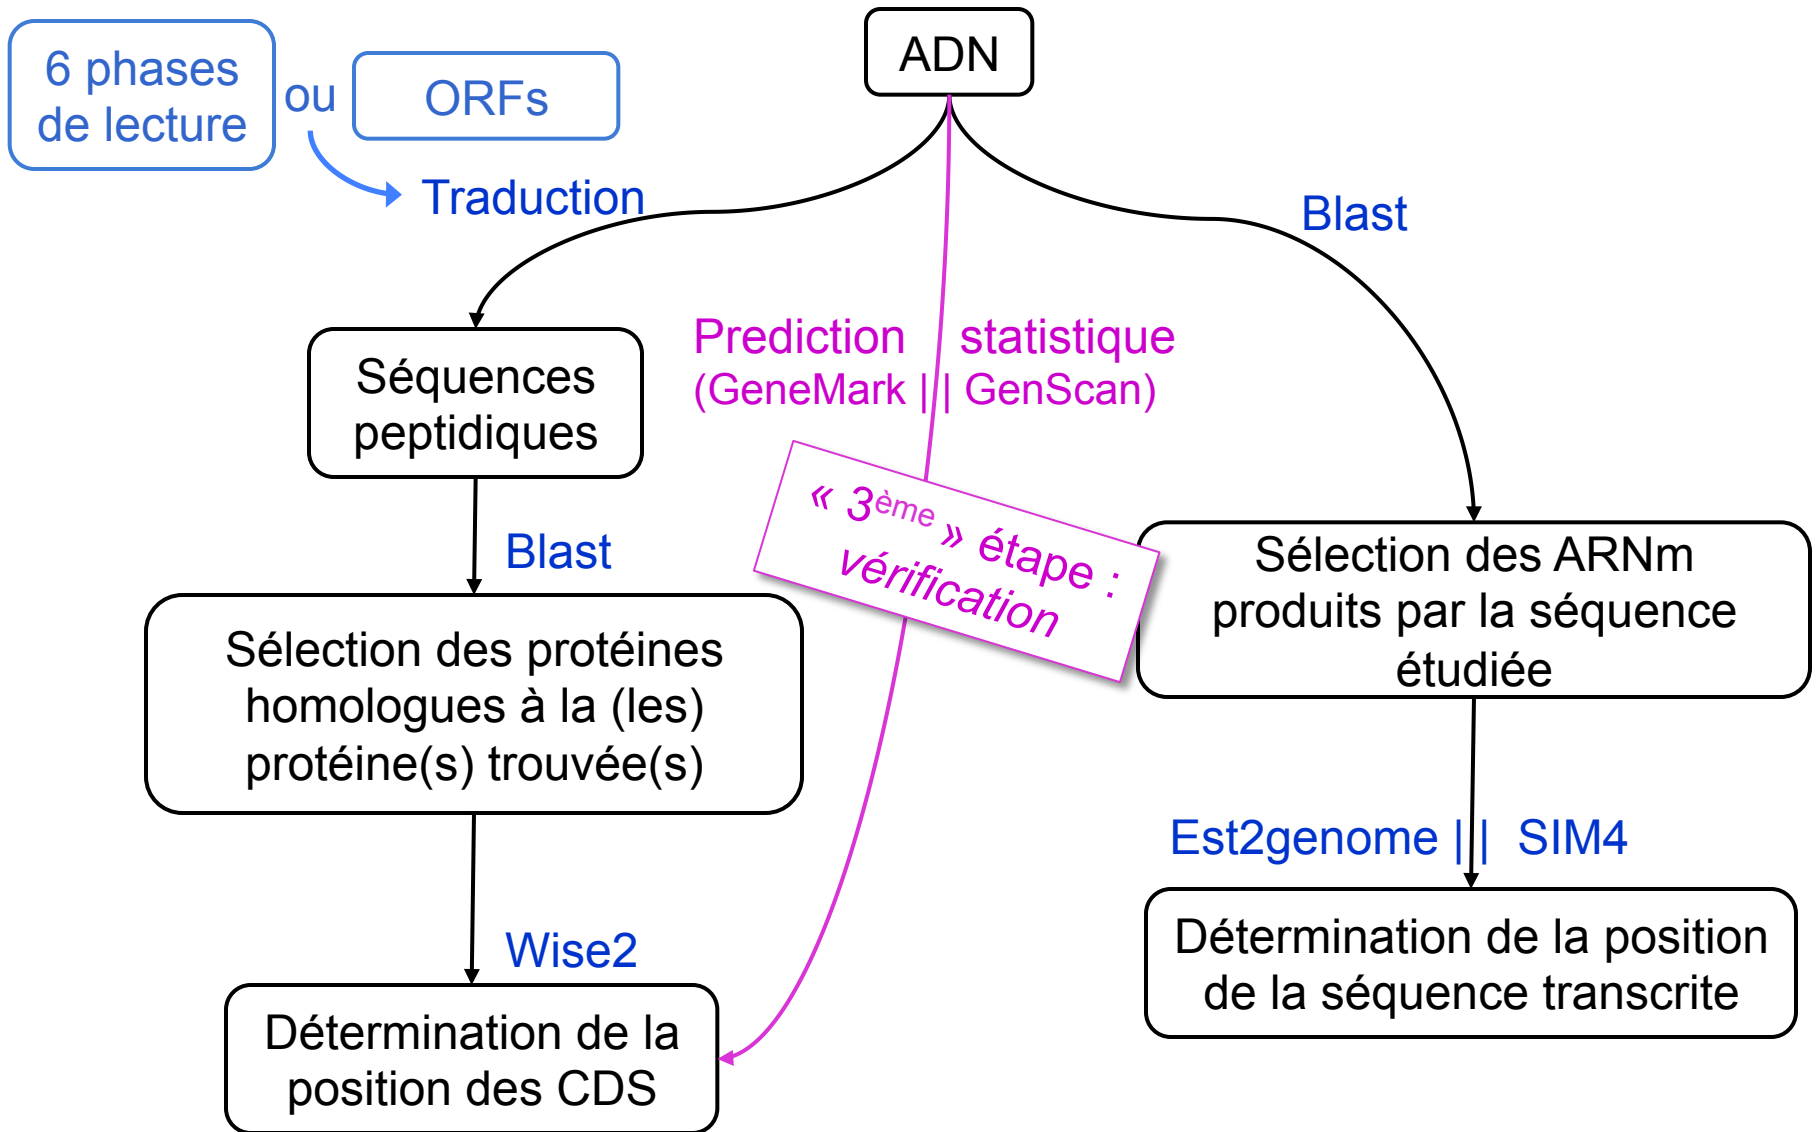 6 phases
de lecture
ou
ORFs
ADN
Traduction
Blast
Prediction statistique
(GeneMark || GenScan)
Séquences
peptidiques
« 3ème » étape :
vérification
Blast
Sélection des ARNm
produits par la séquence
étudiée
Sélection des protéines
homologues à la (les)
protéine(s) trouvée(s)
Est2genome || SIM4
Wise2
Détermination de la position
de la séquence transcrite
Détermination de la
position des CDS